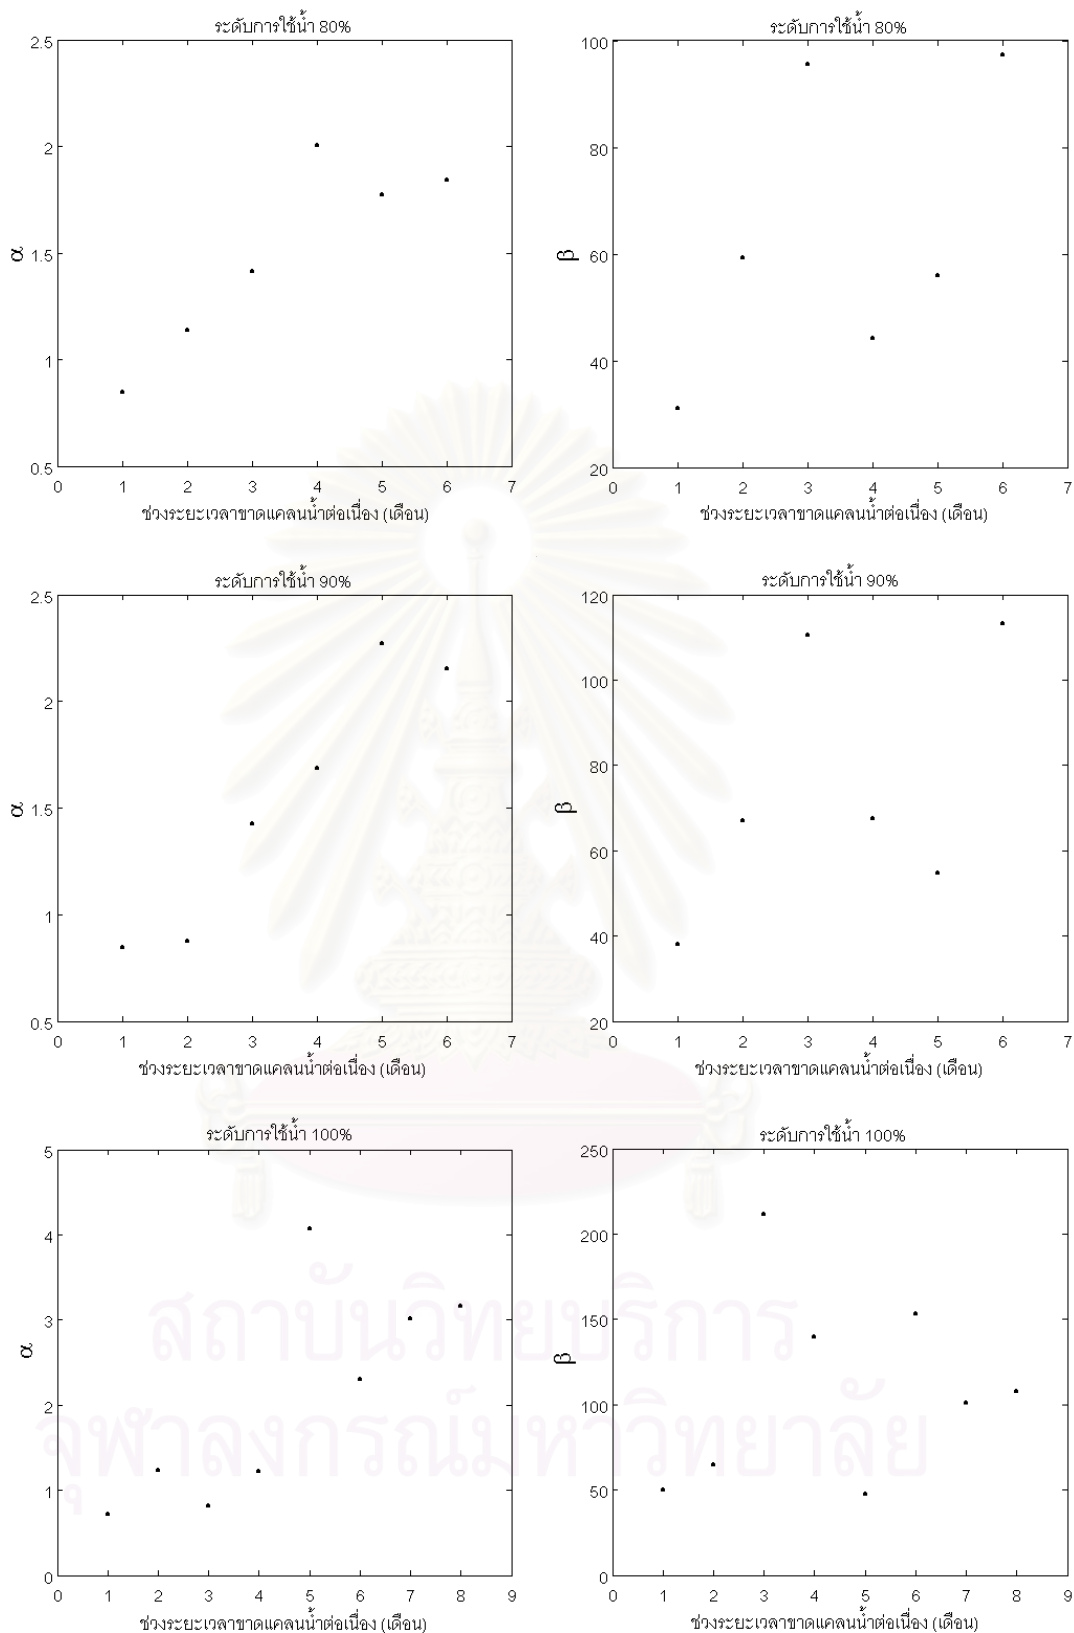 ระดับการใช้น้ำ 80%
2.5
2
1.5
1
0.5
α
0 1 2 3 4 5 6 7
ช่วงระยะเวลาขาดแคลนน้ำต่อเนื่อง (เดือน)
ระดับการใช้น้ำ 80%
100
80
60
40
20
β
0 1 2 3 4 5 6 7
ช่วงระยะเวลาขาดแคลนน้ำต่อเนื่อง (เดือน)
ระดับการใช้น้ำ 90%
2.5
2
1.5
1
0.5
α
0 1 2 3 4 5 6 7
ช่วงระยะเวลาขาดแคลนน้ำต่อเนื่อง (เดือน)
ระดับการใช้น้ำ 90%
120
100
80
60
40
20
β
0 1 2 3 4 5 6 7
ช่วงระยะเวลาขาดแคลนน้ำต่อเนื่อง (เดือน)
ระดับการใช้น้ำ 100%
5
4
3
2
1
0
α
0 1 2 3 4 5 6 7 8 9
ช่วงระยะเวลาขาดแคลนน้ำต่อเนื่อง (เดือน)
ระดับการใช้น้ำ 100%
250
200
150
100
50
0
β
0 1 2 3 4 5 6 7 8 9
ช่วงระยะเวลาขาดแคลนน้ำต่อเนื่อง (เดือน)
สถาบันวิทยบริการ
จุฬาลงกรณ์มหาวิทยาลัย